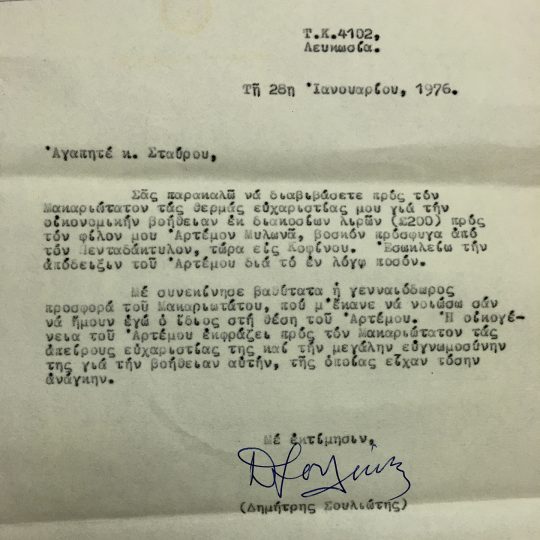 Τ.Κ.4102,
Λευκωσία.
Τῇ 28η Ἰανουαρίου, 1976.
Ἀγαπητέ κ. Σταύρου,
Σᾶς παρακαλῶ νά διαβιβάσετε πρός τόν
Μακαριώτατον τάς θερμάς εὐχαριστίας μου γιά τήν
οἰκονομικήν βοήθειαν ἐκ διακοσίων λιρῶν (£200) πρός
τόν φίλον μου Ἀρτέμον Μυλωνᾶ, βοσκόν πρόσφυγα ἀπό
τόν Πενταδάκτυλον, τώρα εἰς Κοφίνου. Ἐσωκλείω τήν
ἀπόδειξιν τοῦ Ἀρτέμου διά τό ἐν λόγῳ ποσόν.
Μέ συνεκίνησε βαθύτατα ἡ γενναιόδωρος
προσφορά τοῦ Μακαριωτάτου, πού μ'ἔκανε νά νοιώσω σάν
νά ἤμουν ἐγώ ὁ ἴδιος στή θέση τοῦ Ἀρτέμου. Ἡ οἰκογέ-
νεια τοῦ Ἀρτέμου ἐκφράζει πρός τόν Μακαριώτατον τάς
ἀπείρους εὐχαριστίας της καί τήν μεγάλην εὐγνωμοσύνην
της γιά τήν βοήθειαν αὐτήν, τῆς ὁποίας εἶχαν τόσην
ἀνάγκην.
Μέ ἐκτίμησιν,
(Δημήτρης Σουλιώτης)